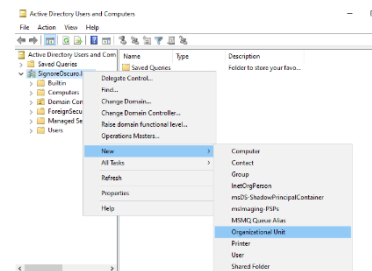 Active Directory Users and Computers
File Action View Help
Active Directory Users and Com
Saved Queries
SignoreOscuro.l
Builtin
Computers
Domain Con
ForeignSecu
Managed Se
Users
Name Type Description
Saved Queries Folder to store your favo...
Delegate Control...
Find...
Change Domain...
Change Domain Controller...
Raise domain functional level...
Operations Masters...
New
All Tasks
Refresh
Properties
Help
Computer
Contact
Group
InetOrgPerson
msDS-ShadowPrincipalContainer
msImaging-PSPs
MSMQ Queue Alias
Organizational Unit
Printer
User
Shared Folder